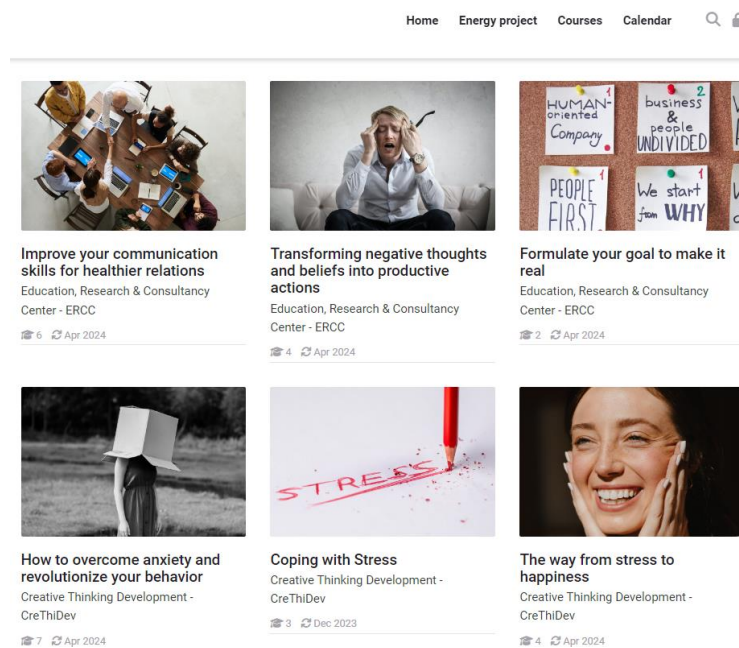 Home Energy project Courses Calendar
HUMAN-
oriented
Company.
1
business
&
people
UNDIVIDED
2
PEOPLE
FIRST
1
We start
from WHY
1
Improve your communication
skills for healthier relations
Education, Research & Consultancy
Center - ERCC
6 Apr 2024
Transforming negative thoughts
and beliefs into productive
actions
Education, Research & Consultancy
Center - ERCC
4 Apr 2024
Formulate your goal to make it
real
Education, Research & Consultancy
Center - ERCC
2 Apr 2024
STRESS
How to overcome anxiety and
revolutionize your behavior
Creative Thinking Development -
CreThiDev
7 Apr 2024
Coping with Stress
Creative Thinking Development -
CreThiDev
3 Dec 2023
The way from stress to
happiness
Creative Thinking Development -
CreThiDev
4 Apr 2024